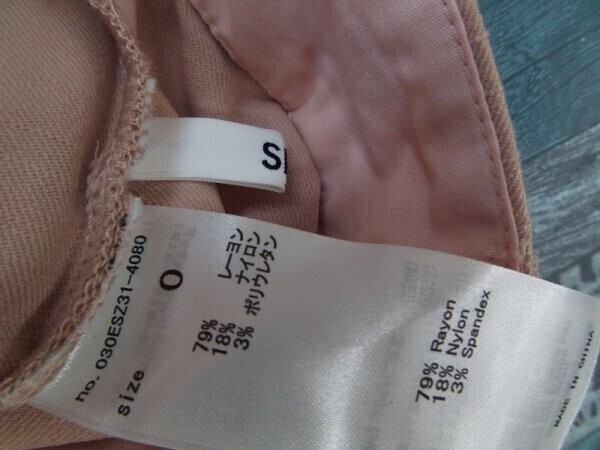 S
no. 030ESZ31-4080
size 0
レーヨン 79%
ナイロン 18%
ポリウレタン 3%
79% Rayon
18% Nylon
3% Spandex
MADE IN CHINA